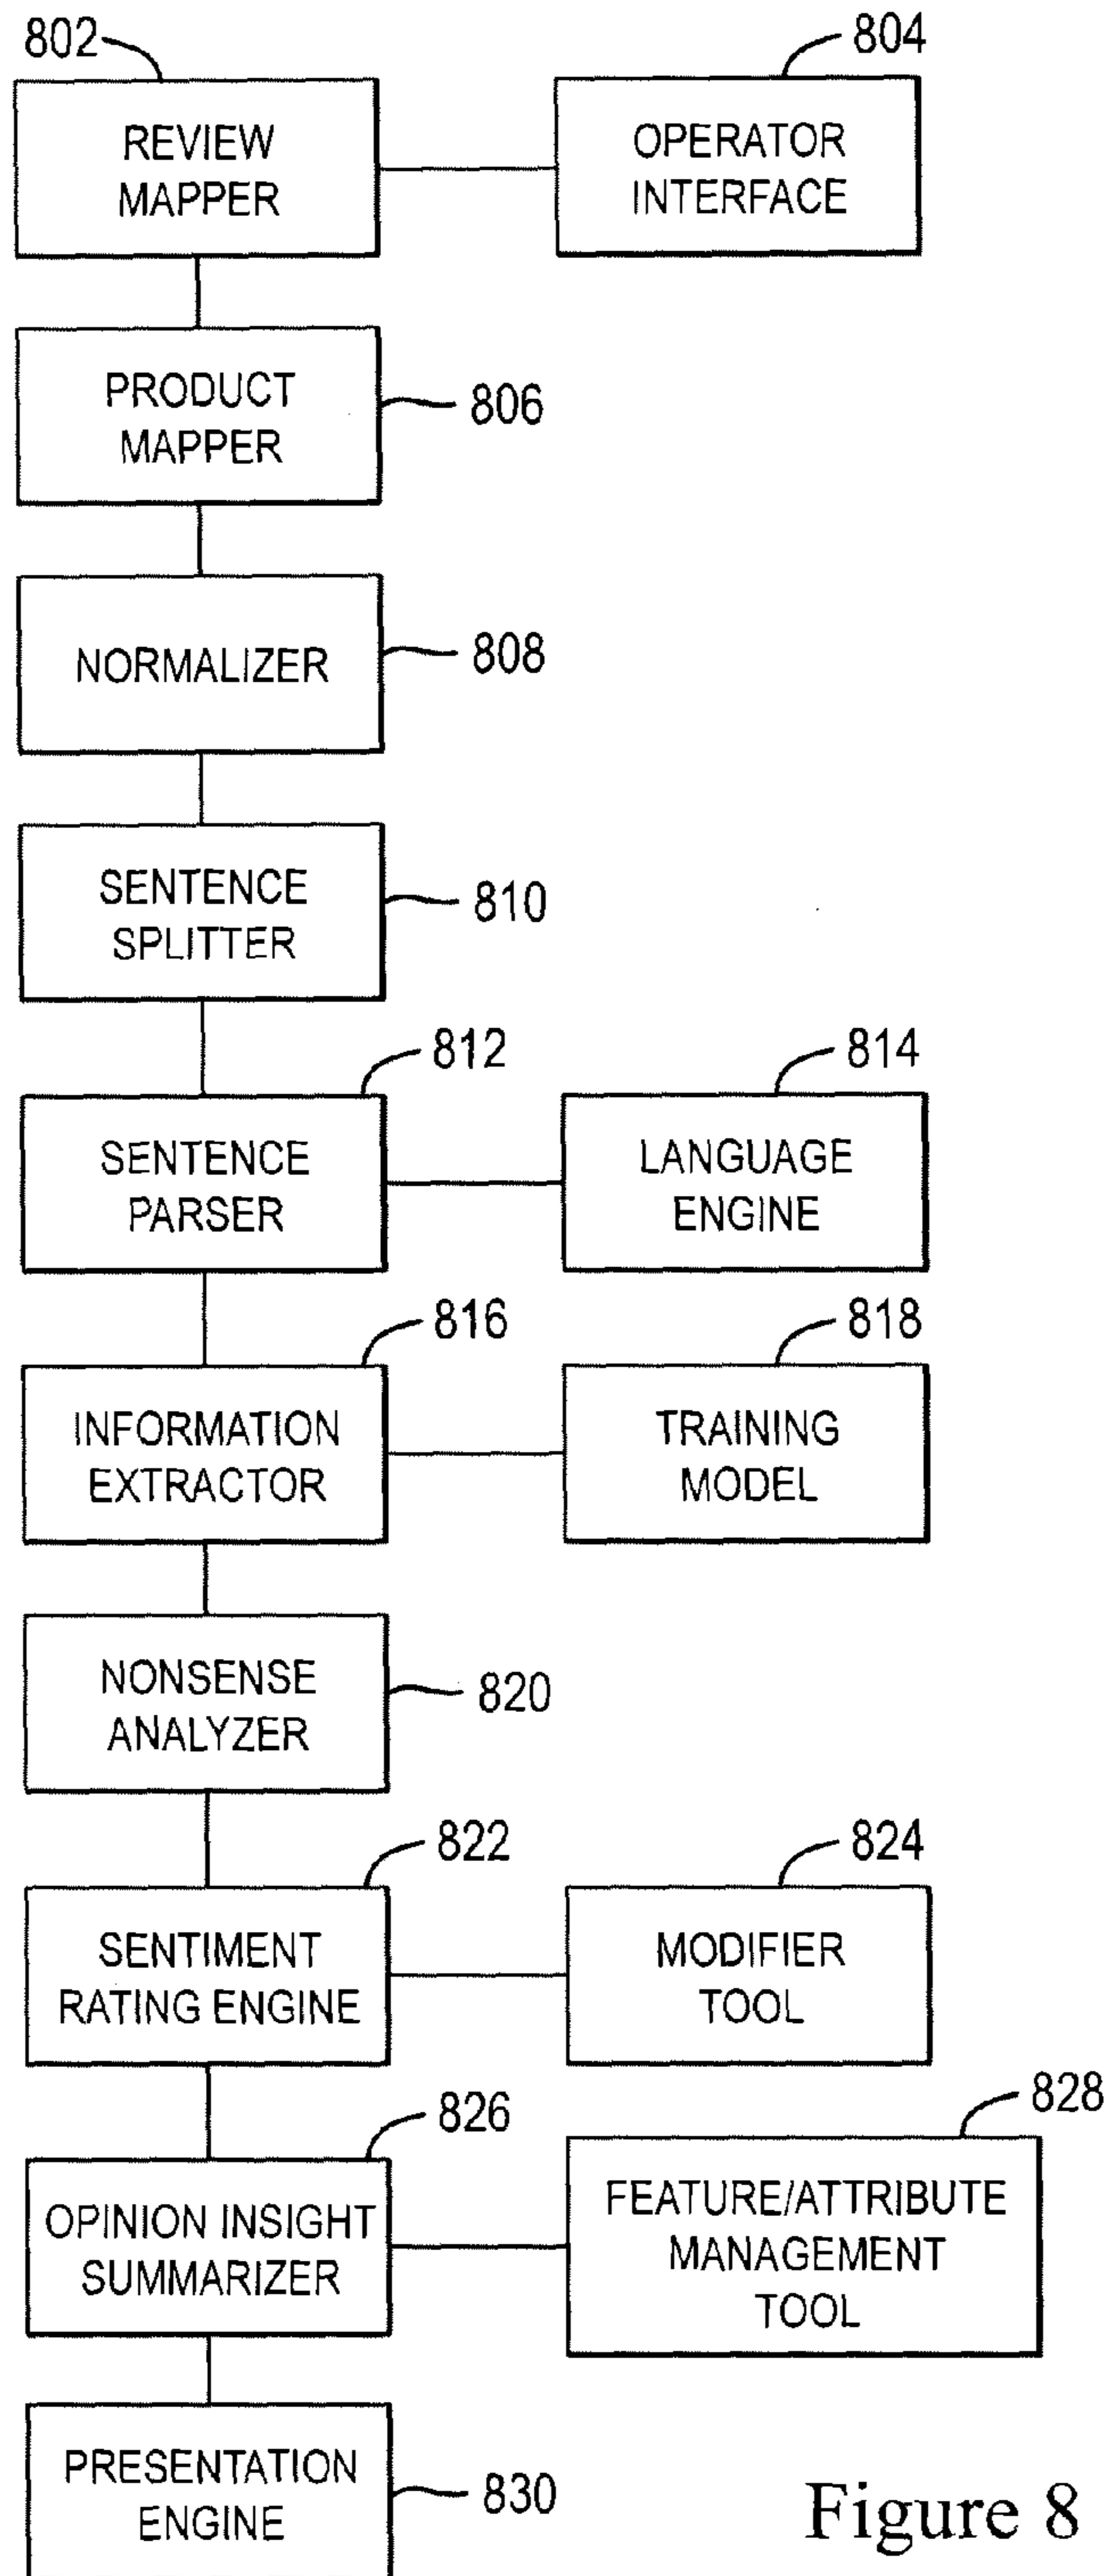 802
804
REVIEW
MAPPER
OPERATOR
INTERFACE
PRODUCT
MAPPER
806
NORMALIZER
808
SENTENCE
SPLITTER
810
812
814
SENTENCE
PARSER
LANGUAGE
ENGINE
816
818
INFORMATION
EXTRACTOR
TRAINING
MODEL
NONSENSE
ANALYZER
820
822
824
SENTIMENT
RATING ENGINE
MODIFIER
TOOL
826
828
OPINION INSIGHT
SUMMARIZER
FEATURE/ATTRIBUTE
MANAGEMENT
TOOL
PRESENTATION
ENGINE
830
Figure 8